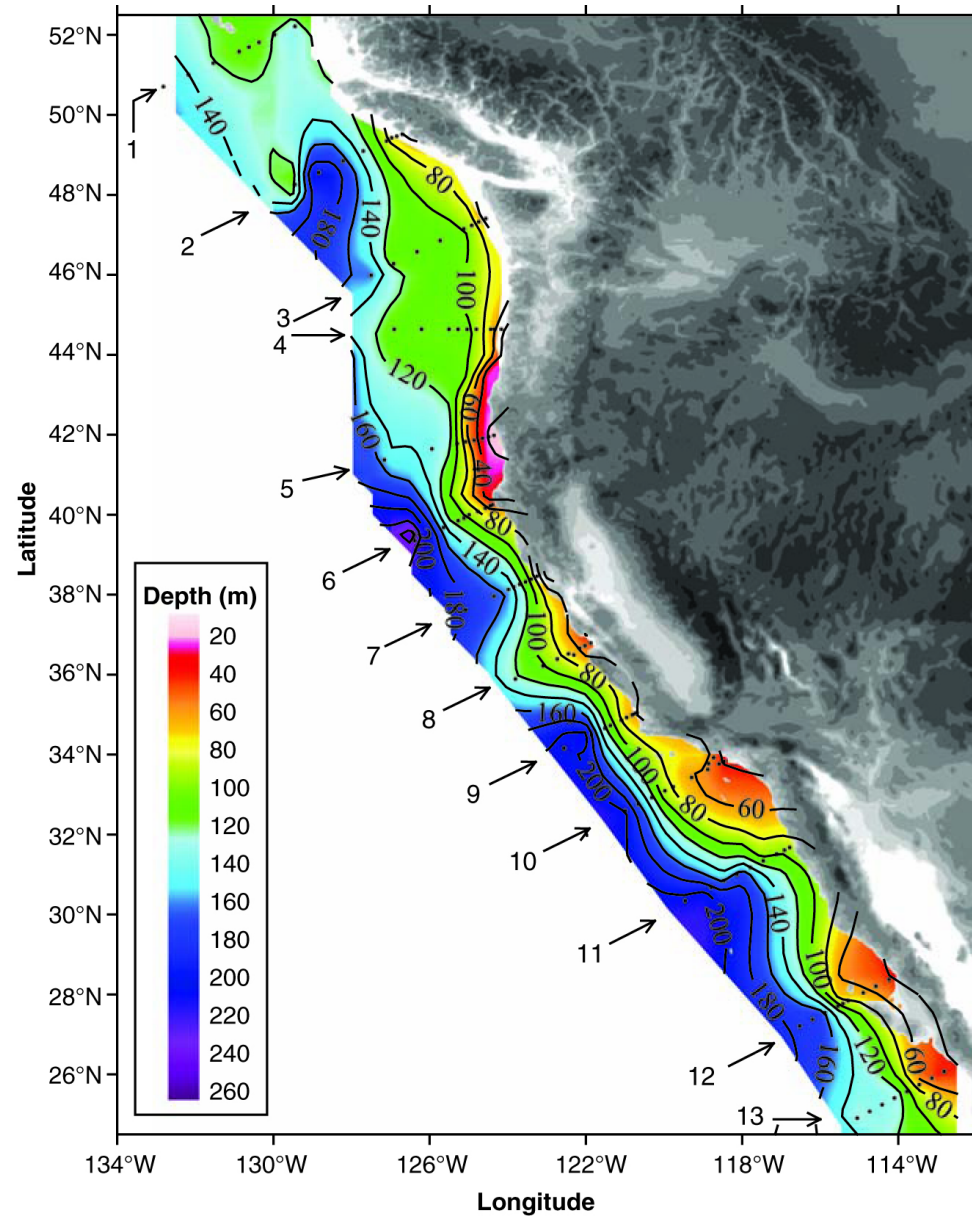 52°N
50°N
48°N
46°N
44°N
42°N
40°N
38°N
36°N
34°N
32°N
30°N
28°N
26°N
Latitude
134°W
130°W
126°W
122°W
118°W
114°W
Longitude
Depth (m)
20
40
60
80
100
120
140
160
180
200
220
240
260
1
2
3
4
5
6
7
8
9
10
11
12
13
140
80
180
140
100
120
60
160
40
80
200
140
180
100
80
160
200
100
80
60
140
200
100
180
160
120
60
80